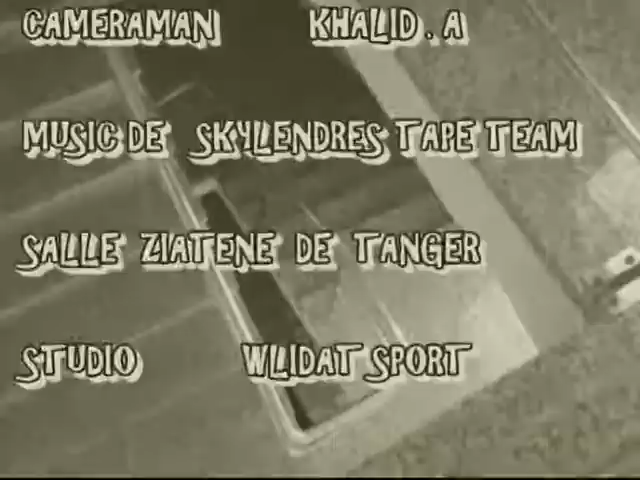 CAMERAMAN KHALID . A
MUSIC DE SKYLENDRES TAPE TEAM
SALLE ZIATENE DE TANGER
STUDIO WLIDAT SPORT